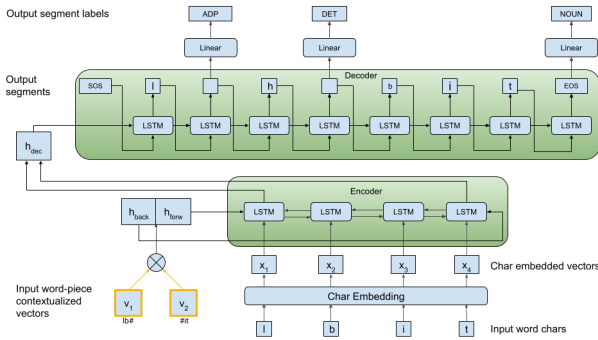 Output segment labels
ADP
DET
NOUN
Linear
Linear
Linear
Decoder
Output
segments
SOS
l
h
b
i
t
EOS
LSTM
LSTM
LSTM
LSTM
LSTM
LSTM
LSTM
LSTM
h_dec
Encoder
h_back
h_forw
LSTM
LSTM
LSTM
LSTM
x_1
x_2
x_3
x_4
Char embedded vectors
Input word-piece
contextualized
vectors
v_1
v_2
lb#
#it
Char Embedding
l
b
i
t
Input word chars